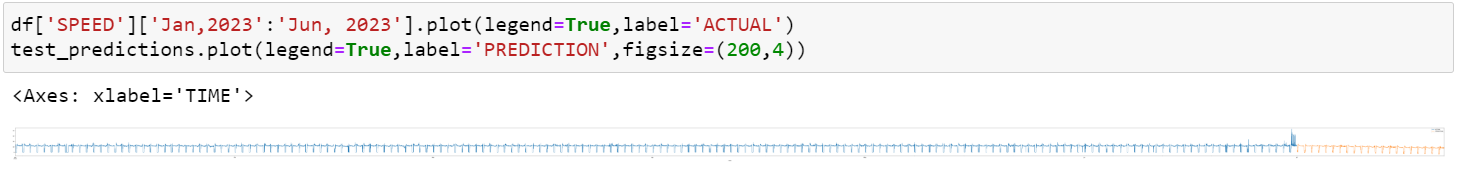 df['SPEED']['Jan,2023':'Jun, 2023'].plot(legend=True,label='ACTUAL')
test_predictions.plot(legend=True,label='PREDICTION',figsize=(200,4))
<Axes: xlabel='TIME'>